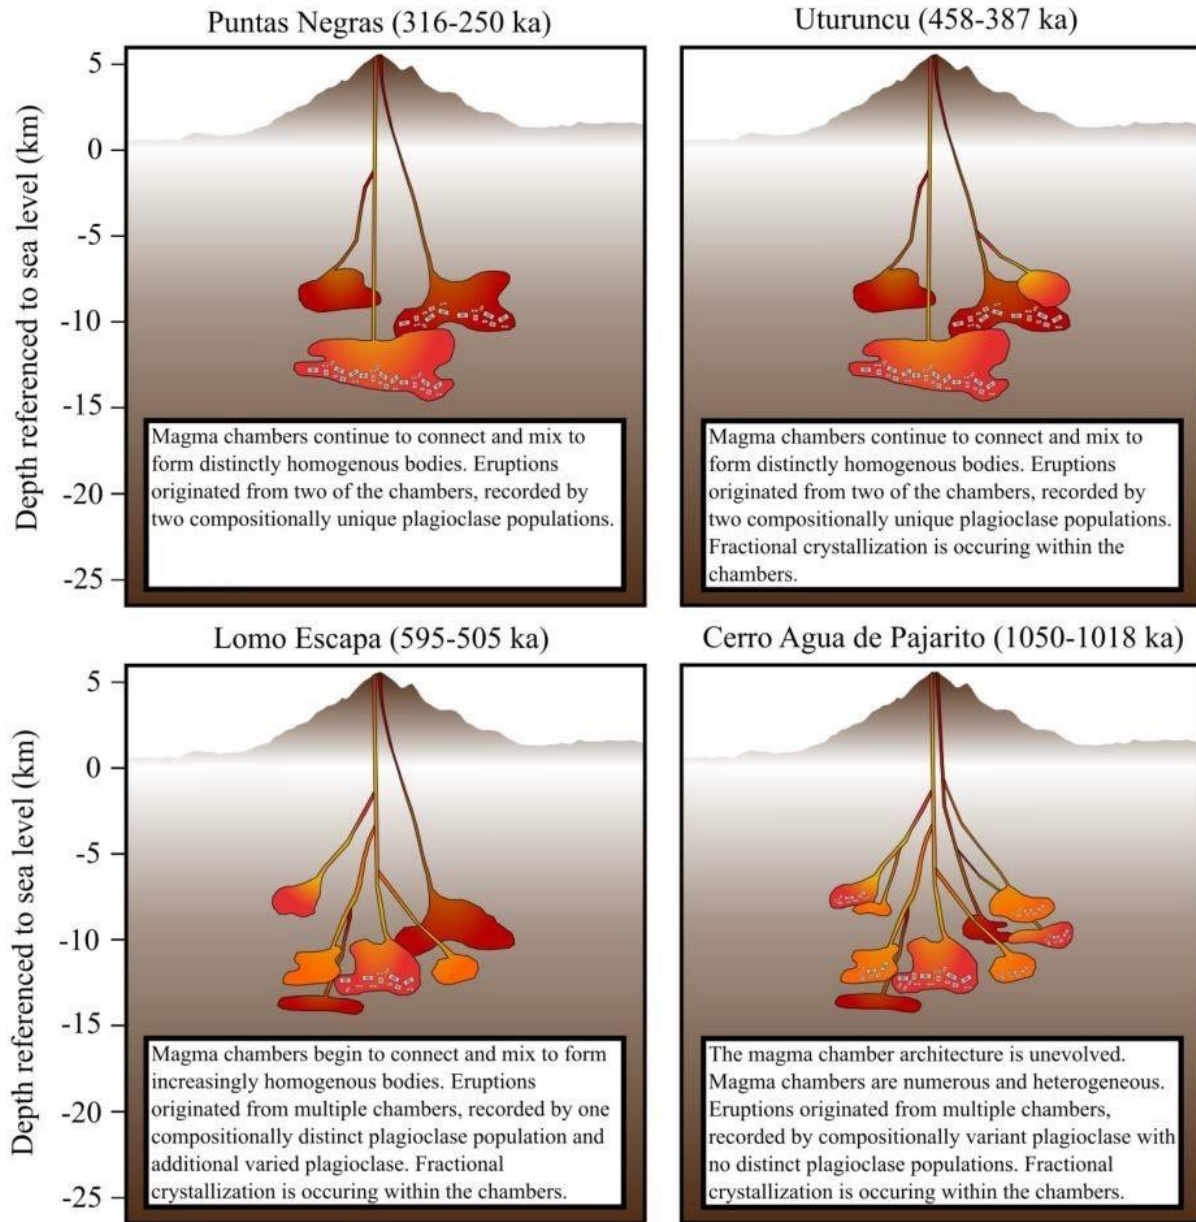 Puntas Negras (316-250 ka)
Uturuncu (458-387 ka)
Depth referenced to sea level (km)
5
0
-5
-10
-15
-20
-25
Magma chambers continue to connect and mix to
form distinctly homogenous bodies. Eruptions
originated from two of the chambers, recorded by
two compositionally unique plagioclase populations.
Magma chambers continue to connect and mix to
form distinctly homogenous bodies. Eruptions
originated from two of the chambers, recorded by
two compositionally unique plagioclase populations.
Fractional crystallization is occuring within the
chambers.
Lomo Escapa (595-505 ka)
Cerro Agua de Pajarito (1050-1018 ka)
Depth referenced to sea level (km)
5
0
-5
-10
-15
-20
-25
Magma chambers begin to connect and mix to form
increasingly homogenous bodies. Eruptions
originated from multiple chambers, recorded by one
compositionally distinct plagioclase population and
additional varied plagioclase. Fractional
crystallization is occuring within the chambers.
The magma chamber architecture is unevolved.
Magma chambers are numerous and heterogeneous.
Eruptions originated from multiple chambers,
recorded by compositionally variant plagioclase with
no distinct plagioclase populations. Fractional
crystallization is occuring within the chambers.